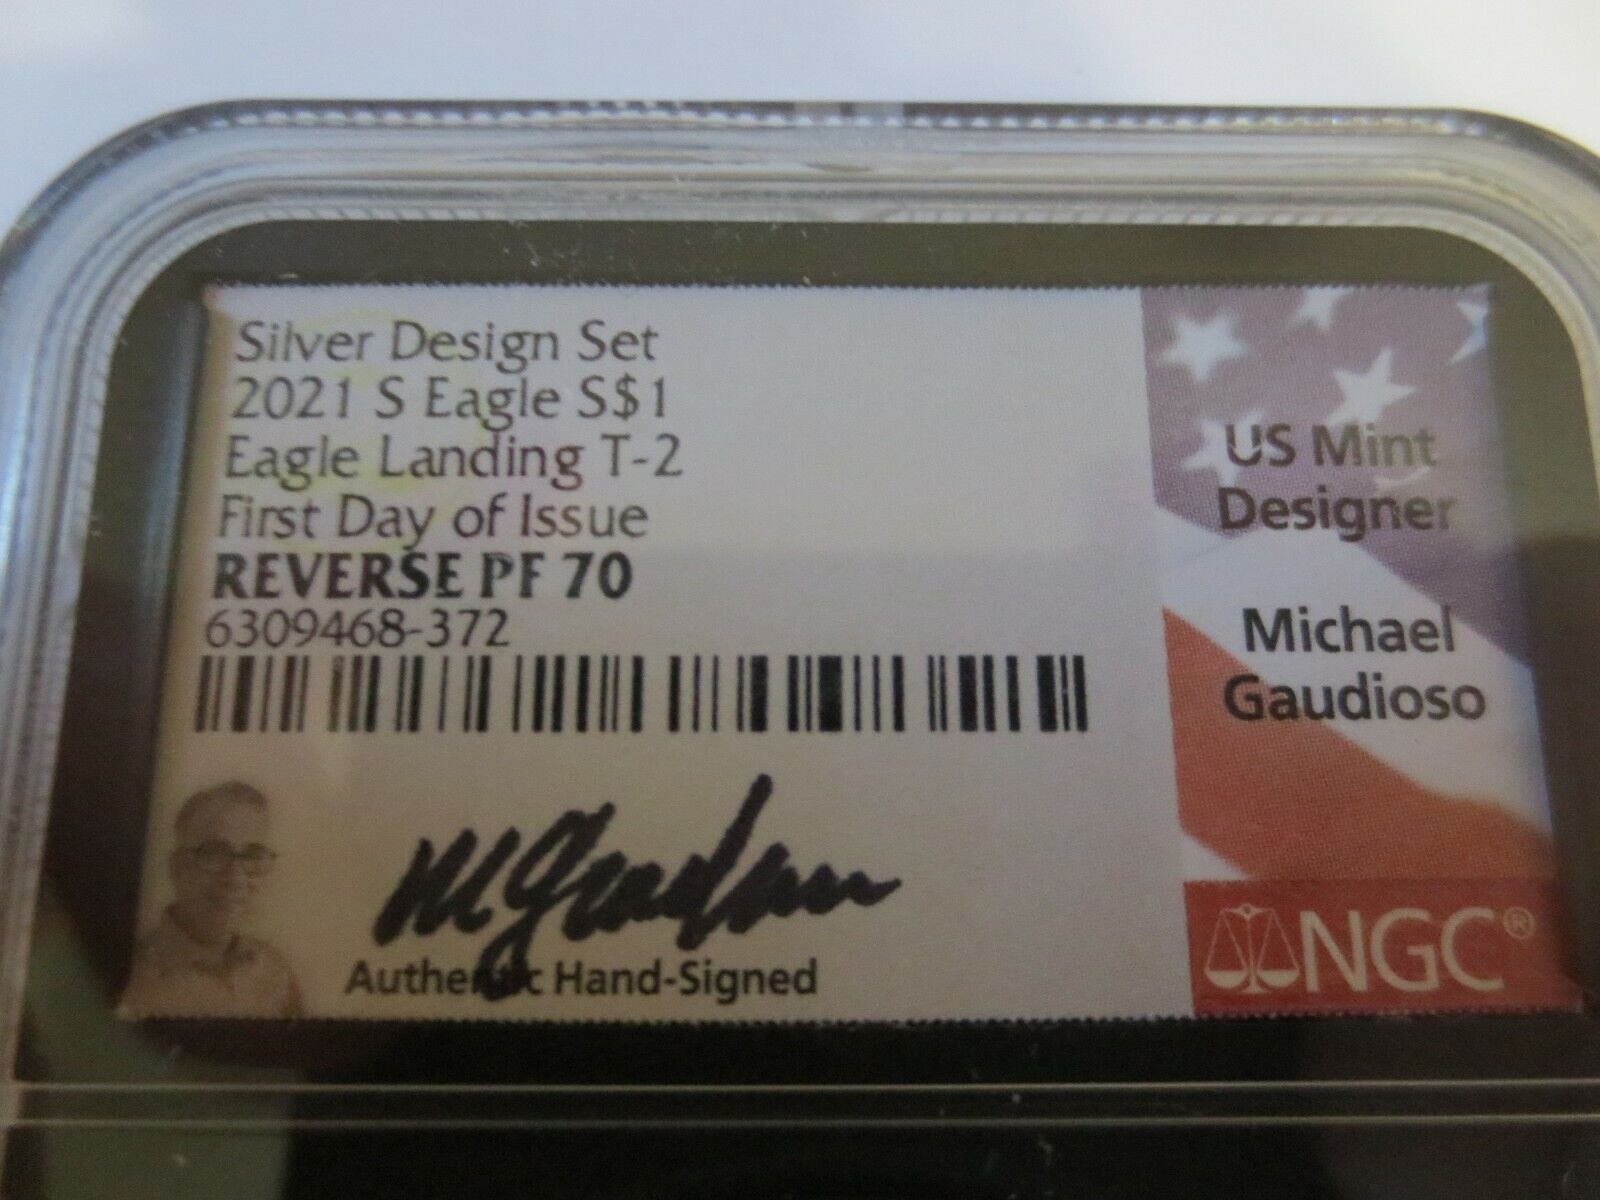 Silver Design Set
2021 S Eagle S$1
Eagle Landing T-2
First Day of Issue
REVERSE PF 70
6309468-372
US Mint
Designer
Michael
Gaudioso
Authentic Hand-Signed
NGC®